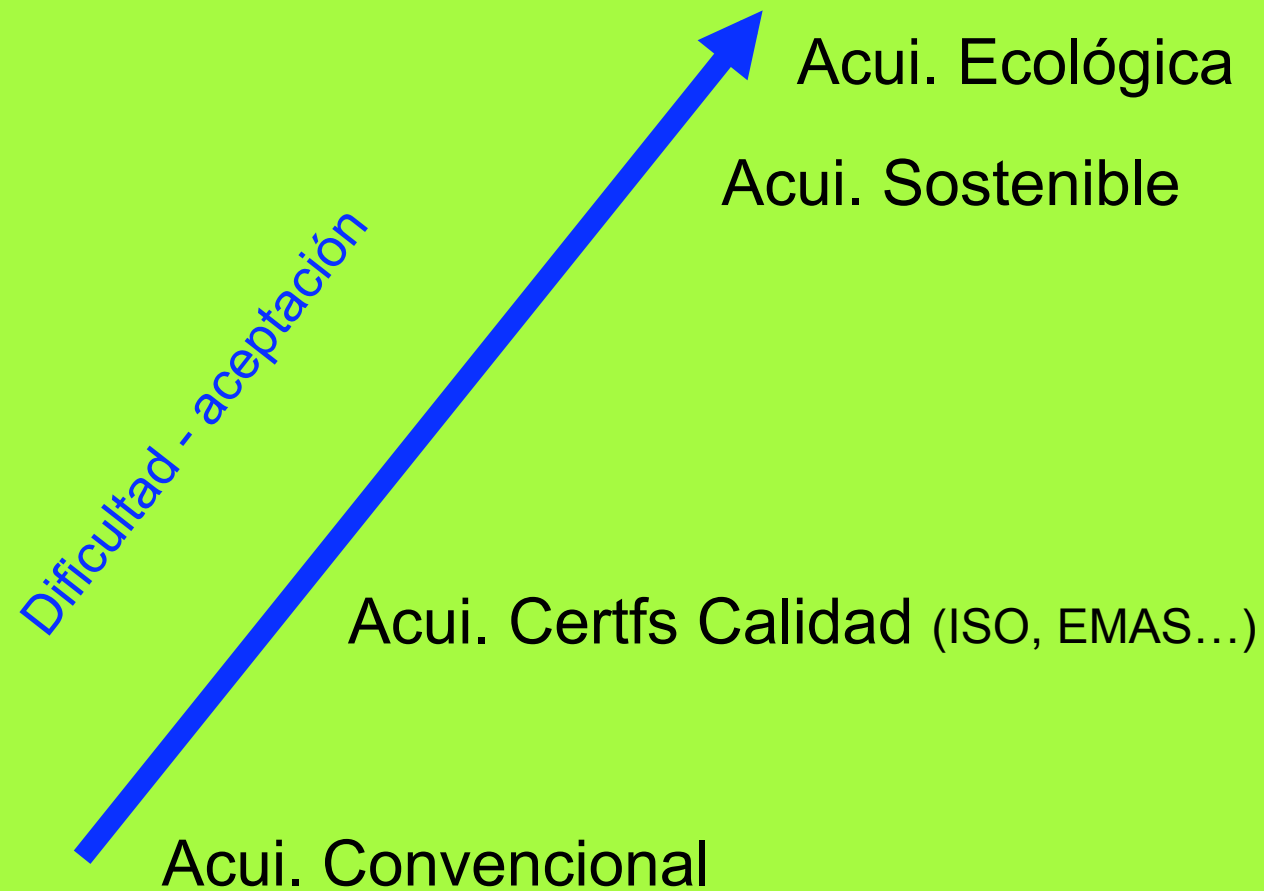 Acui. Ecológica
Acui. Sostenible
Dificultad - aceptación
Acui. Certfs Calidad (ISO, EMAS…)
Acui. Convencional